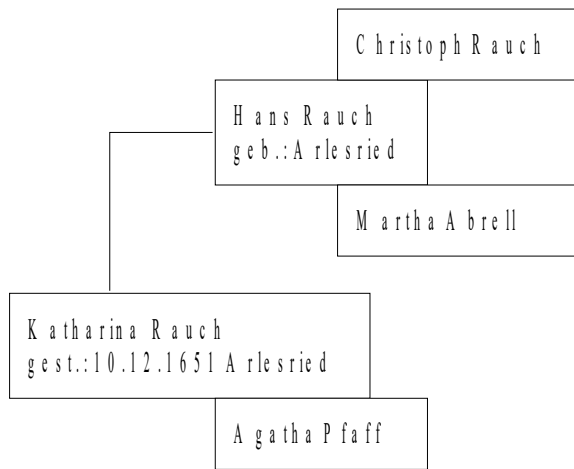 Christoph Rauch
Hans Rauch
geb.:Arlesried
Martha Abrell
Katharina Rauch
gest.:10.12.1651 Arlesried
Agatha Pfaff